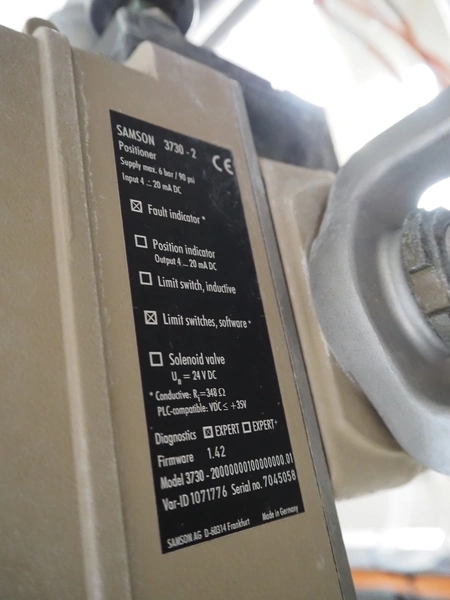 SAMSON 3730 - 2
CE
Positioner
Supply max. 6 bar / 90 psi
Input 4 ... 20 mA DC
☒ Fault indicator *
☐ Position indicator
Output 4 ... 20 mA DC
☐ Limit switch, inductive
☒ Limit switches, software *
☐ Solenoid valve
Uₙ = 24 V DC
* Conductive: Rᵢ=348 Ω
PLC-compatible: VDC ≤ +35V
Diagnostics ☒ EXPERT ☐ EXPERT⁺
Firmware 1.42
Model 3730 - 20000000100000000.01
Var-ID 1071776 Serial no. 7045058
SAMSON AG D-60314 Frankfurt Made in Germany